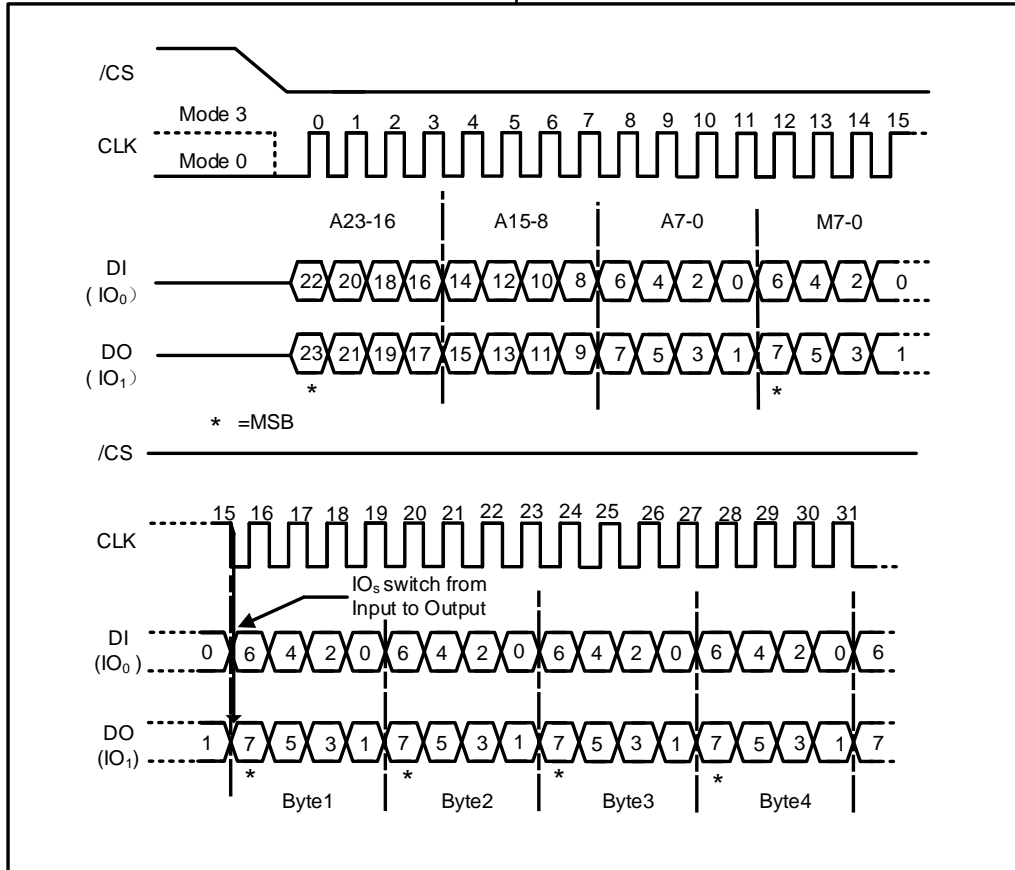 /CS
Mode 3
CLK
Mode 0
0 1 2 3 4 5 6 7 8 9 10 11 12 13 14 15
A23-16 A15-8 A7-0 M7-0
DI
( IO₀)
22 20 18 16 14 12 10 8 6 4 2 0 6 4 2 0
DO
( IO₁)
23 21 19 17 15 13 11 9 7 5 3 1 7 5 3 1
* *
* =MSB
/CS
15 16 17 18 19 20 21 22 23 24 25 26 27 28 29 30 31
CLK
IOₛ switch from
Input to Output
DI
(IO₀ )
0 6 4 2 0 6 4 2 0 6 4 2 0 6 4 2 0 6
DO
(IO₁)
1 7 5 3 1 7 5 3 1 7 5 3 1 7 5 3 1 7
* * * *
Byte1 Byte2 Byte3 Byte4